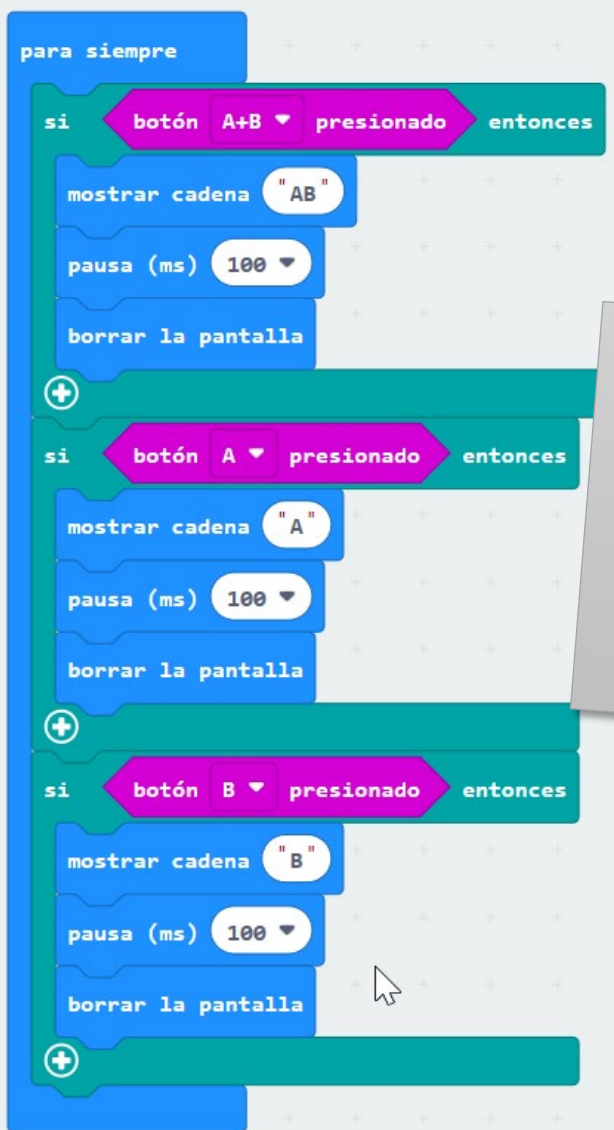 para siempre
si botón A+B presionado entonces
mostrar cadena "AB"
pausa (ms) 100
borrar la pantalla
si botón A presionado entonces
mostrar cadena "A"
pausa (ms) 100
borrar la pantalla
si botón B presionado entonces
mostrar cadena "B"
pausa (ms) 100
borrar la pantalla